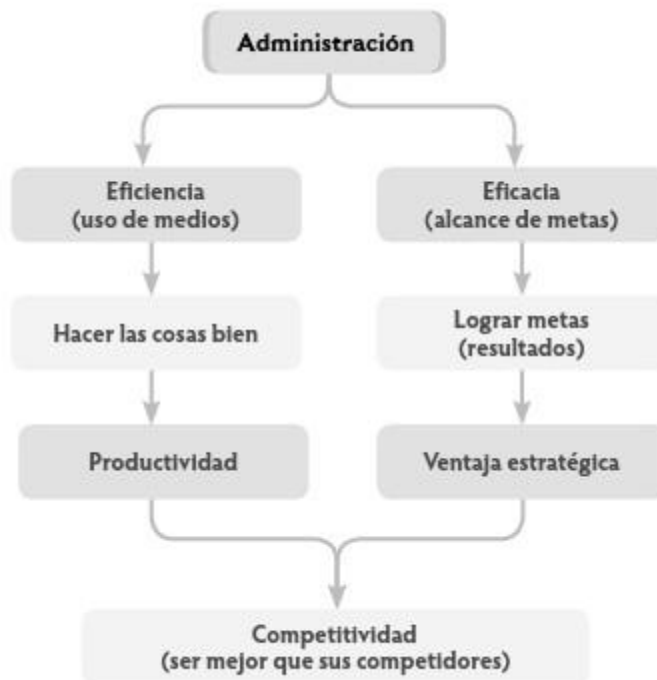 Administración
Eficiencia
(uso de medios)
Eficacia
(alcance de metas)
Hacer las cosas bien
Lograr metas
(resultados)
Productividad
Ventaja estratégica
Competitividad
(ser mejor que sus competidores)